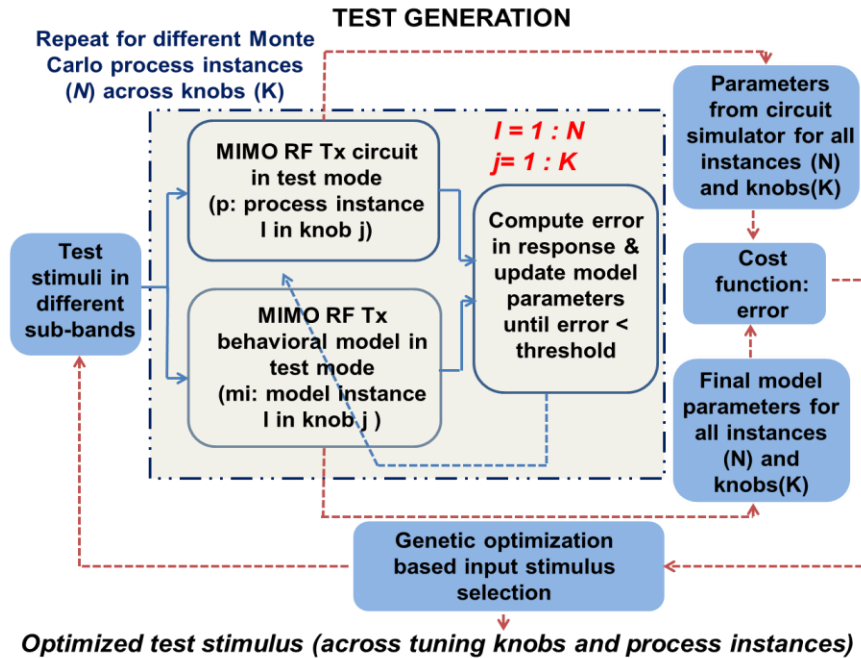 TEST GENERATION
Repeat for different Monte
Carlo process instances
(N) across knobs (K)
l = 1 : N
j= 1 : K
MIMO RF Tx circuit
in test mode
(p: process instance
l in knob j)
Parameters
from circuit
simulator for all
instances (N)
and knobs(K)
Test
stimuli in
different
sub-bands
Compute error
in response &
update model
parameters
until error <
threshold
Cost
function:
error
MIMO RF Tx
behavioral model in
test mode
(mi: model instance
l in knob j )
Final model
parameters for
all instances
(N) and
knobs(K)
Genetic optimization
based input stimulus
selection
Optimized test stimulus (across tuning knobs and process instances)